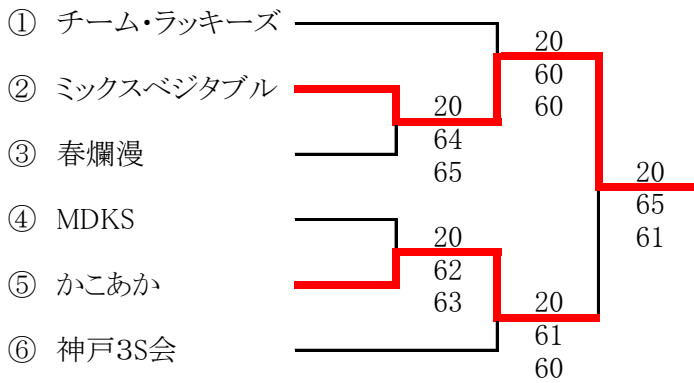 ① チーム・ラッキーズ
② ミックスベジタブル
③ 春爛漫
④ MDKS
⑤ かこあか
⑥ 神戸3S会
20
64
65
20
62
63
20
60
60
20
61
60
20
65
61